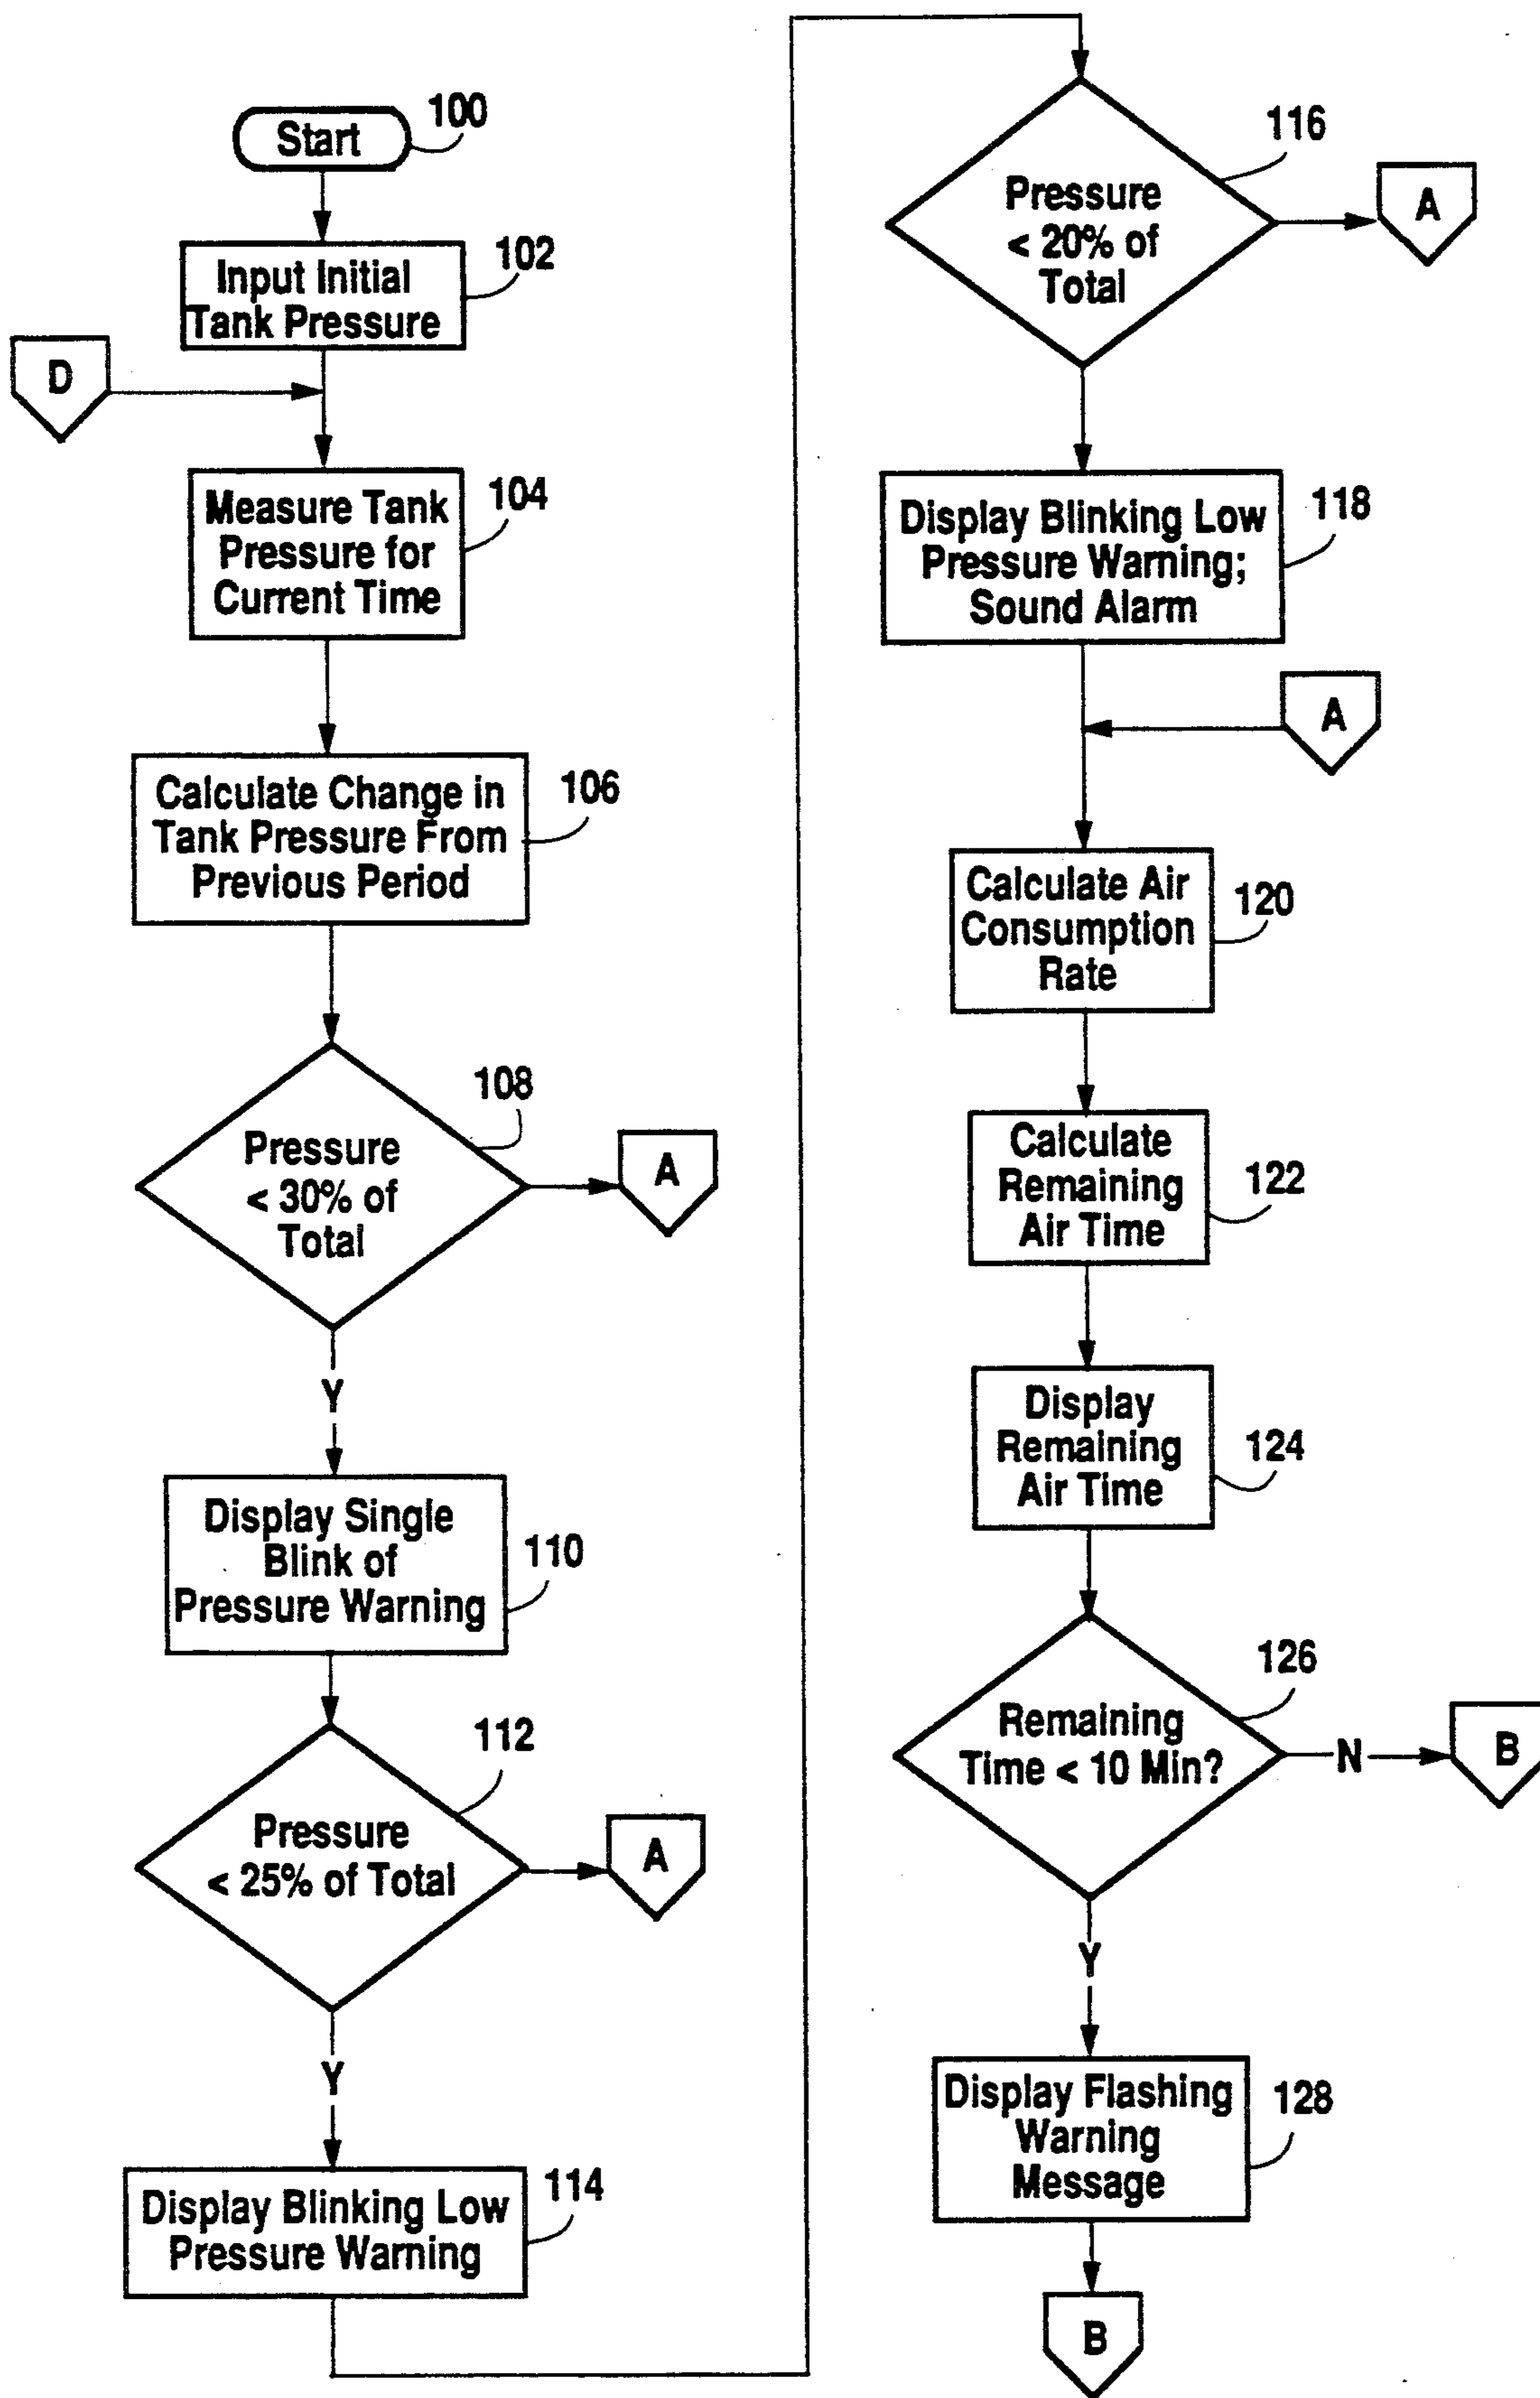 Start
100
Input Initial
Tank Pressure
102
D
Measure Tank
Pressure for
Current Time
104
Calculate Change in
Tank Pressure From
Previous Period
106
Pressure
< 30% of
Total
108
A
Y
Display Single
Blink of
Pressure Warning
110
Pressure
< 25% of Total
112
A
Y
Display Blinking Low
Pressure Warning
114
Pressure
< 20% of
Total
116
A
Display Blinking Low
Pressure Warning;
Sound Alarm
118
A
Calculate Air
Consumption
Rate
120
Calculate
Remaining
Air Time
122
Display
Remaining
Air Time
124
Remaining
Time < 10 Min?
126
N
B
Y
Display Flashing
Warning
Message
128
B